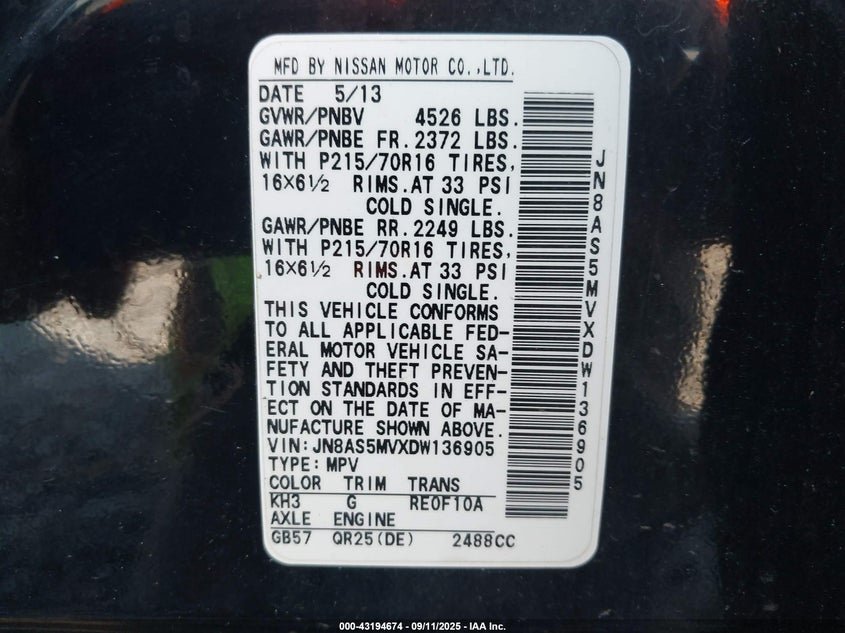 MFD BY NISSAN MOTOR CO.,LTD.
DATE 5/13
GVWR/PNBV 4526 LBS.
GAWR/PNBE FR.2372 LBS.
WITH P215/70R16 TIRES,
16×6½ RIMS.AT 33 PSI
COLD SINGLE.
GAWR/PNBE RR.2249 LBS.
WITH P215/70R16 TIRES,
16×6½ RIMS.AT 33 PSI
COLD SINGLE.
THIS VEHICLE CONFORMS
TO ALL APPLICABLE FED-
ERAL MOTOR VEHICLE SA-
FETY AND THEFT PREVEN-
TION STANDARDS IN EFF-
ECT ON THE DATE OF MA-
NUFACTURE SHOWN ABOVE.
VIN:JN8AS5MVXDW136905
TYPE:MPV
COLOR TRIM TRANS
KH3 G RE0F10A
AXLE ENGINE
GB57 QR25(DE) 2488CC
JN8AS5MVXDW136905
000-43194674 - 09/11/2025 - IAA Inc.